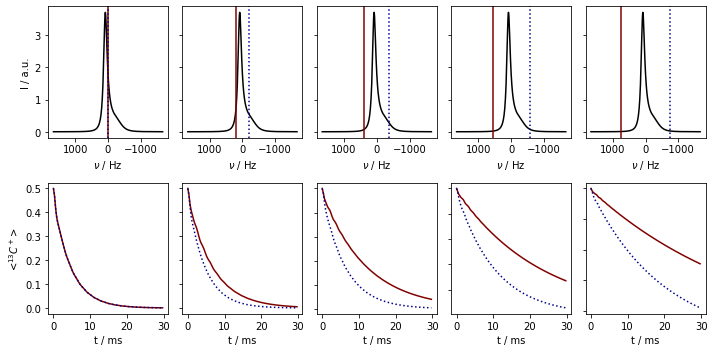 I / a.u.
3
2
1
0
1000 0 −1000
1000 0 −1000
1000 0 −1000
1000 0 −1000
1000 0 −1000
ν / Hz
ν / Hz
ν / Hz
ν / Hz
ν / Hz
<¹³C⁺>
0.5
0.4
0.3
0.2
0.1
0.0
0 10 20 30
0 10 20 30
0 10 20 30
0 10 20 30
0 10 20 30
t / ms
t / ms
t / ms
t / ms
t / ms